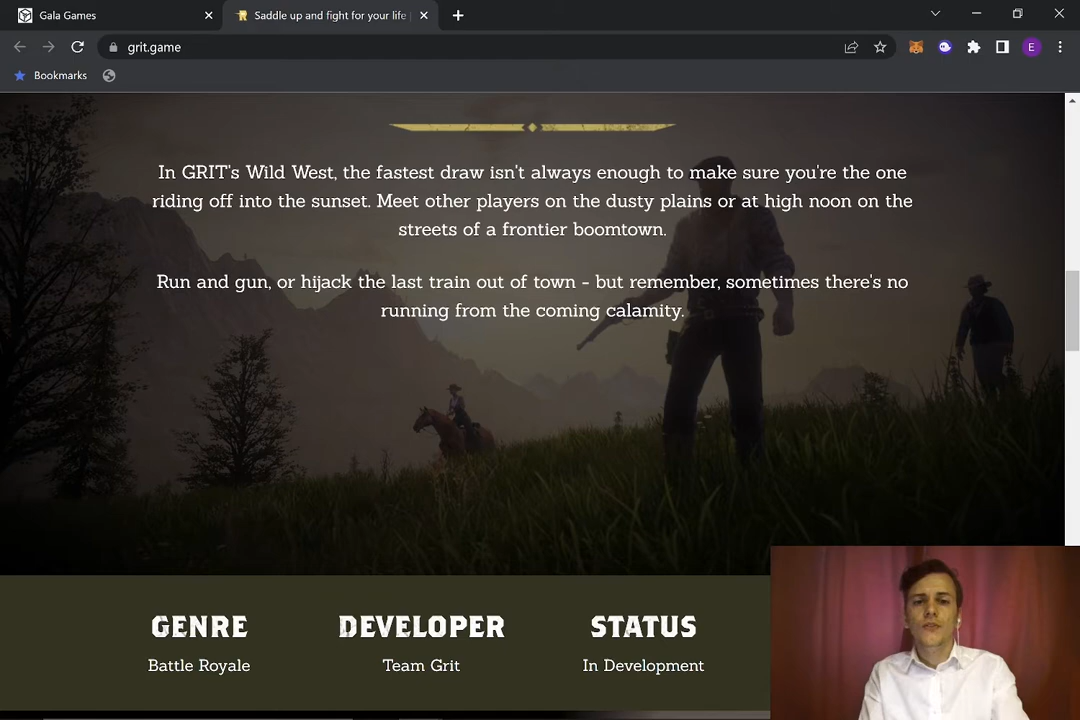 Gala Games
Saddle up and fight for your life |
grit.game
E
Bookmarks
In GRIT's Wild West, the fastest draw isn't always enough to make sure you're the one
riding off into the sunset. Meet other players on the dusty plains or at high noon on the
streets of a frontier boomtown.
Run and gun, or hijack the last train out of town - but remember, sometimes there's no
running from the coming calamity.
GENRE
DEVELOPER
STATUS
Battle Royale
Team Grit
In Development